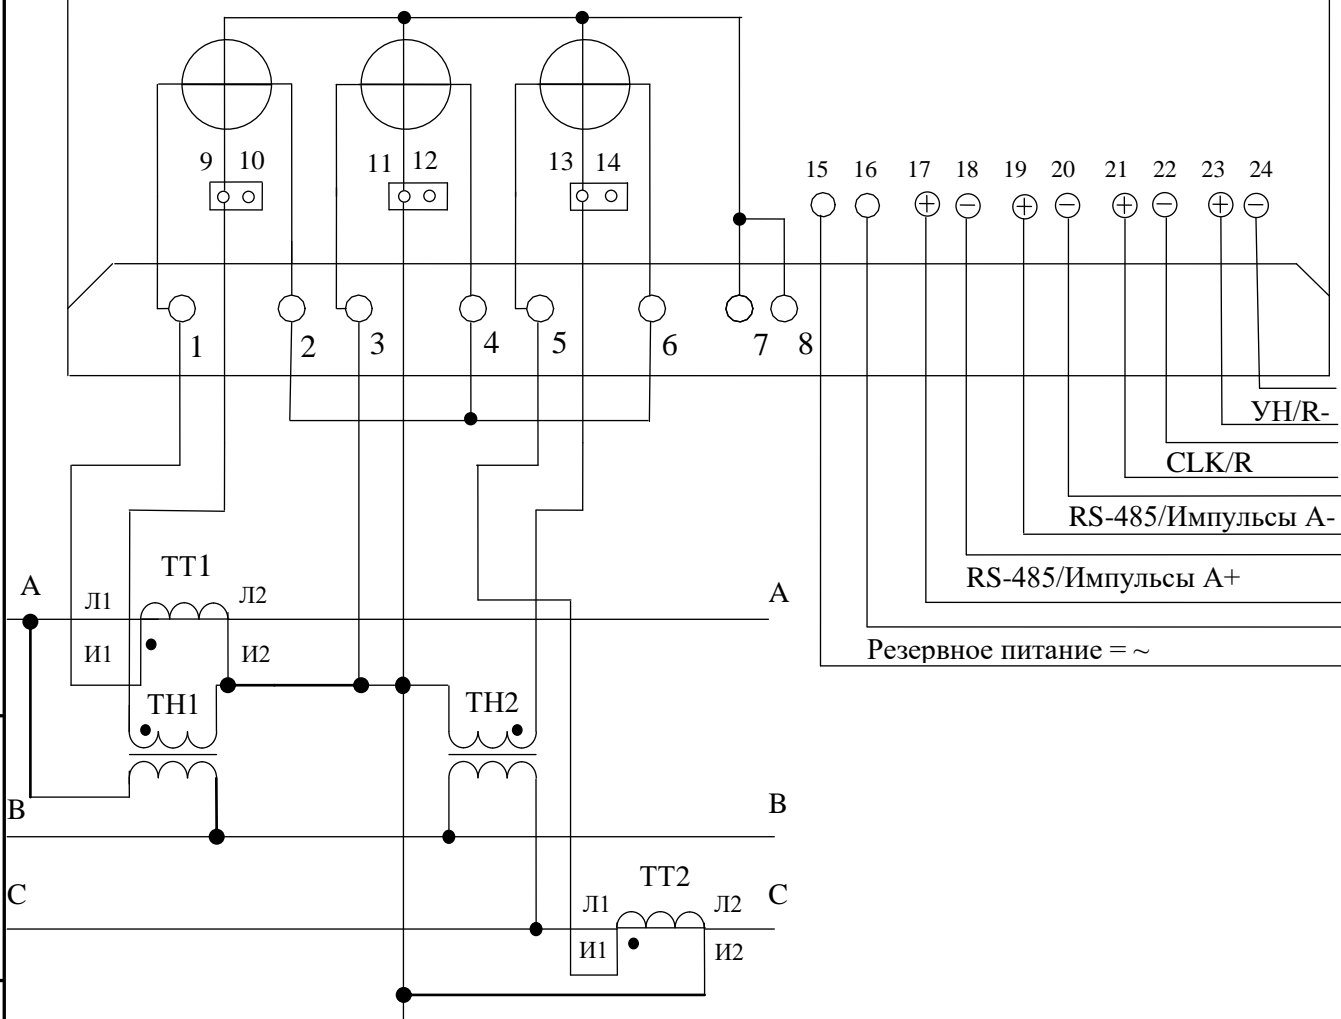 9 10 11 12 13 14
15 16 17 18 19 20 21 22 23 24
1 2 3 4 5 6 7 8
УН/R-
CLK/R
RS-485/Импульсы А-
RS-485/Импульсы А+
Резервное питание = ~
ТТ1
А Л1 Л2 А
И1 И2
ТН1 ТН2
В В
ТТ2
С Л1 Л2 С
И1 И2